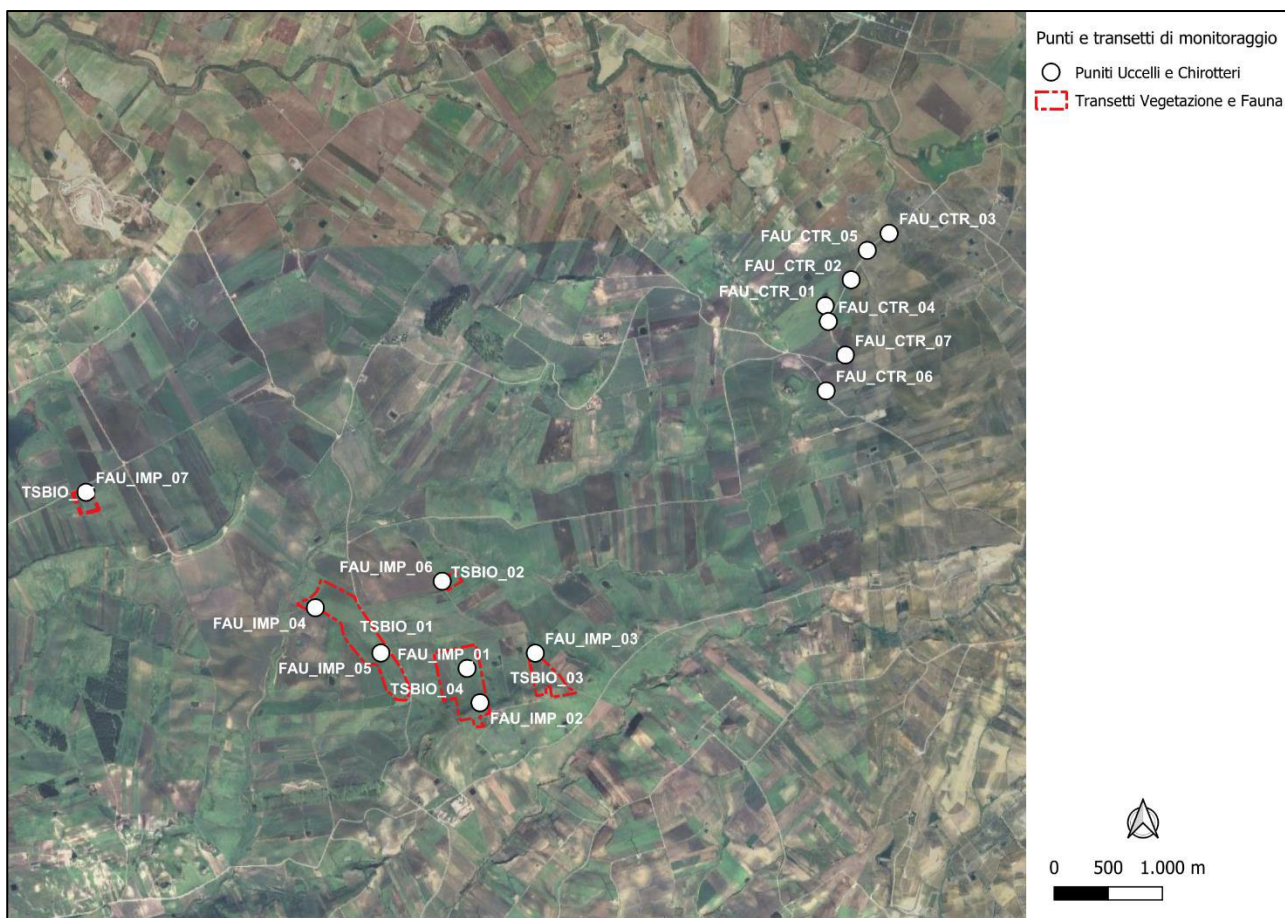 Punti e transetti di monitoraggio
Puniti Uccelli e Chirotteri
Transetti Vegetazione e Fauna
FAU_CTR_03
FAU_CTR_05
FAU_CTR_02
FAU_CTR_01
FAU_CTR_04
FAU_CTR_07
FAU_CTR_06
FAU_IMP_07
TSBIO_
FAU_IMP_06
TSBIO_02
FAU_IMP_04
TSBIO_01
FAU_IMP_03
FAU_IMP_01
FAU_IMP_05
TSBIO_03
TSBIO_04
FAU_IMP_02
0 500 1.000 m